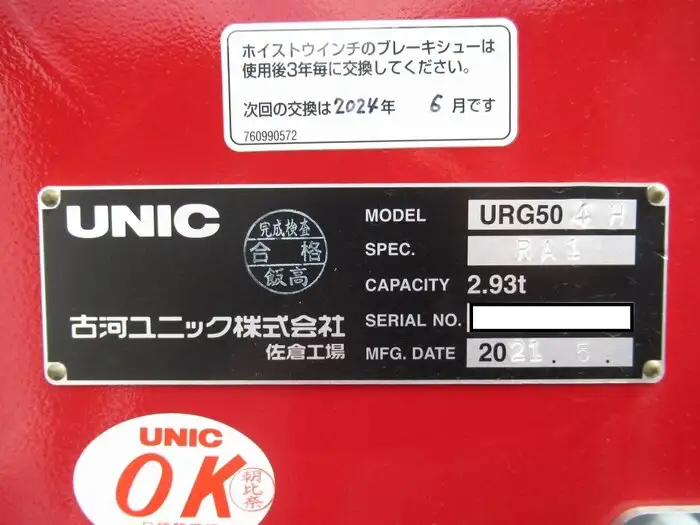 ホイストウインチのブレーキシューは
使用後3年毎に交換してください。
次回の交換は2024年 6月です
760990572
UNIC
完成検査
合格
飯高
古河ユニック株式会社
佐倉工場
MODEL URG504H
SPEC. RA1
CAPACITY 2.93t
SERIAL NO.
MFG. DATE 2021.5.
UNIC
OK
朝比奈